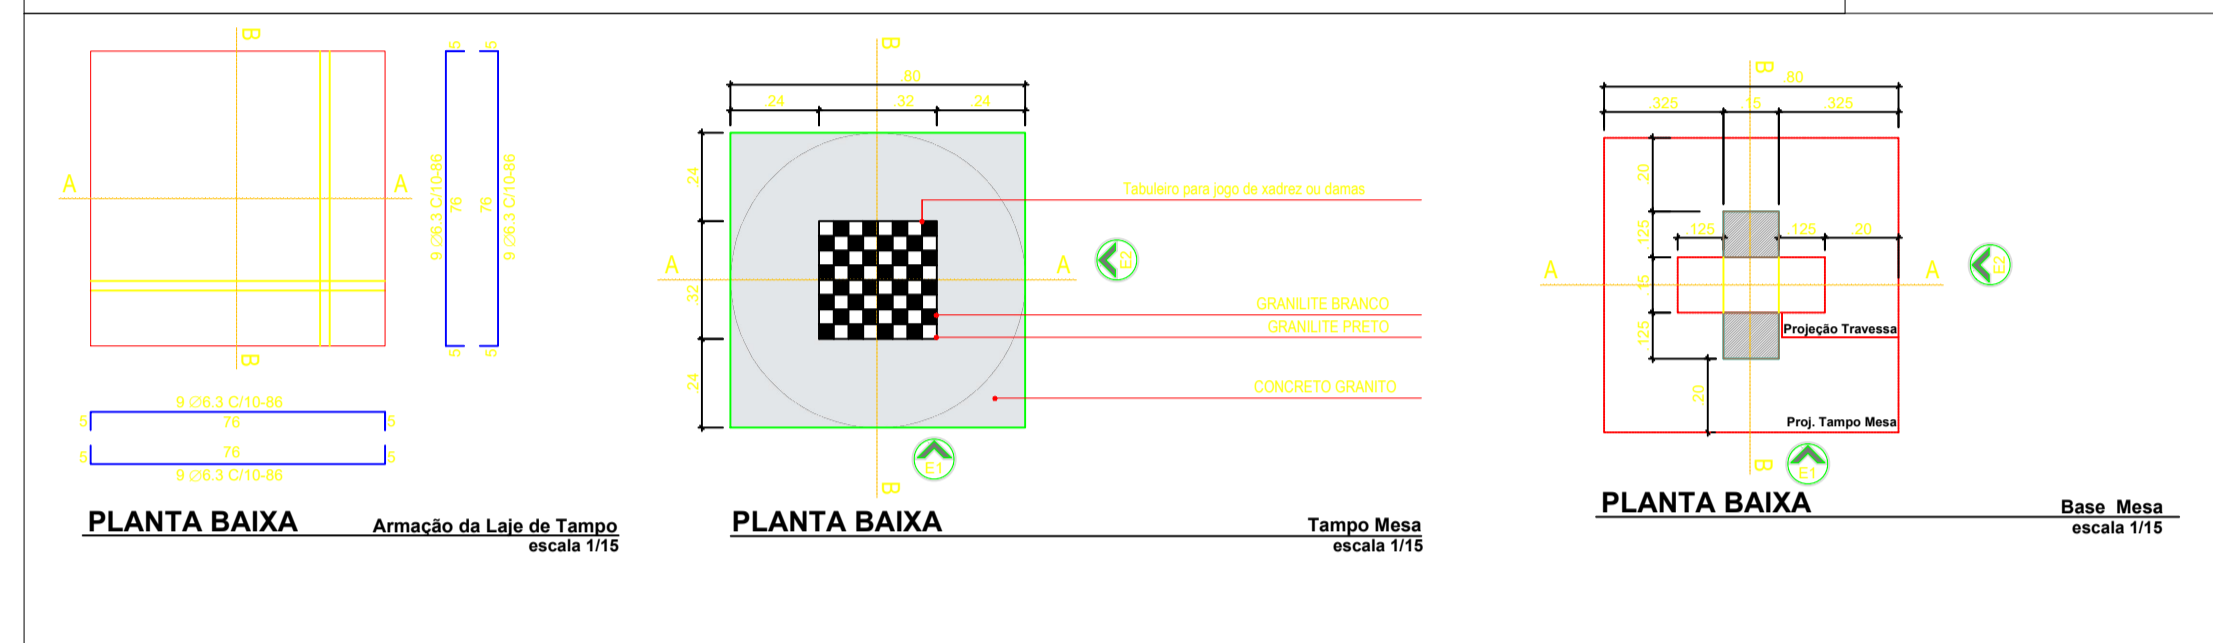 B
A
A
B
5
5
9 Ø6.3 C/10-86
76
76
9 Ø6.3 C/10-86
5
5
9 Ø6.3 C/10-86
5
76
5
76
5
5
9 Ø6.3 C/10-86
PLANTA BAIXA
Armação da Laje de Tampo
escala 1/15
B
.80
.24
.32
.24
.24
Tabuleiro para jogo de xadrez ou damas
A
A
E2
.32
GRANILITE BRANCO
GRANILITE PRETO
.24
CONCRETO GRANITO
E1
B
PLANTA BAIXA
Tampo Mesa
escala 1/15
B
.80
.325
.15
.325
.20
.125
.125
.125
.20
A
A
E2
.15
.125
Projeção Travessa
.20
Proj. Tampo Mesa
B
E1
PLANTA BAIXA
Base Mesa
escala 1/15